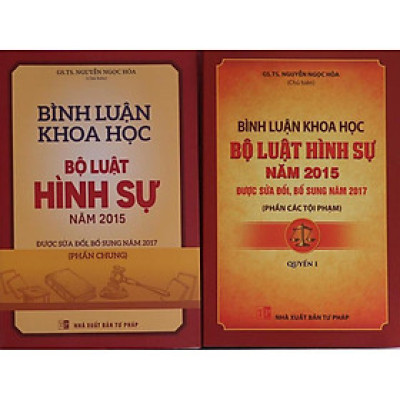 GS.TS. NGUYỄN NGỌC HÒA
(Chủ biên)
BÌNH LUẬN
KHOA HỌC
BỘ LUẬT
HÌNH SỰ
NĂM 2015
ĐƯỢC SỬA ĐỔI, BỔ SUNG NĂM 2017
(PHẦN CHUNG)
NHÀ XUẤT BẢN TƯ PHÁP
GS.TS. NGUYỄN NGỌC HÒA
(Chủ biên)
BÌNH LUẬN KHOA HỌC
BỘ LUẬT HÌNH SỰ
NĂM 2015
ĐƯỢC SỬA ĐỔI, BỔ SUNG NĂM 2017
(PHẦN CÁC TỘI PHẠM)
QUYỂN 1
NHÀ XUẤT BẢN TƯ PHÁP